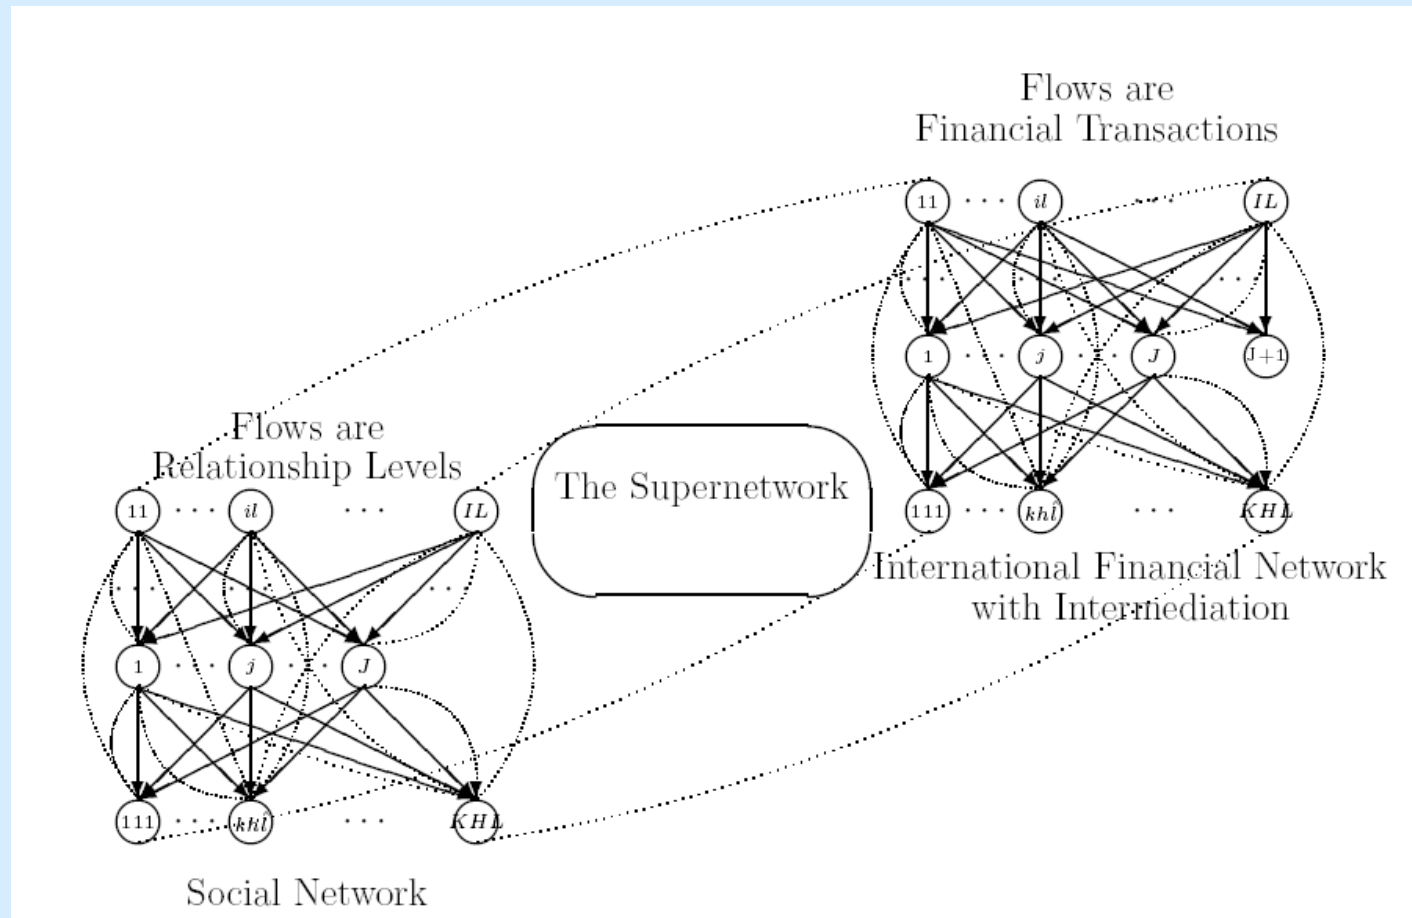 Flows are
Financial Transactions
11 · · · il · · · IL
1 · · · j · · · J J+1
111 · · · khl̂ · · · KHL
International Financial Network
with Intermediation
The Supernetwork
Flows are
Relationship Levels
11 · · · il · · · IL
1 · · · j · · · J
111 · · · khl̂ · · · KHL
Social Network